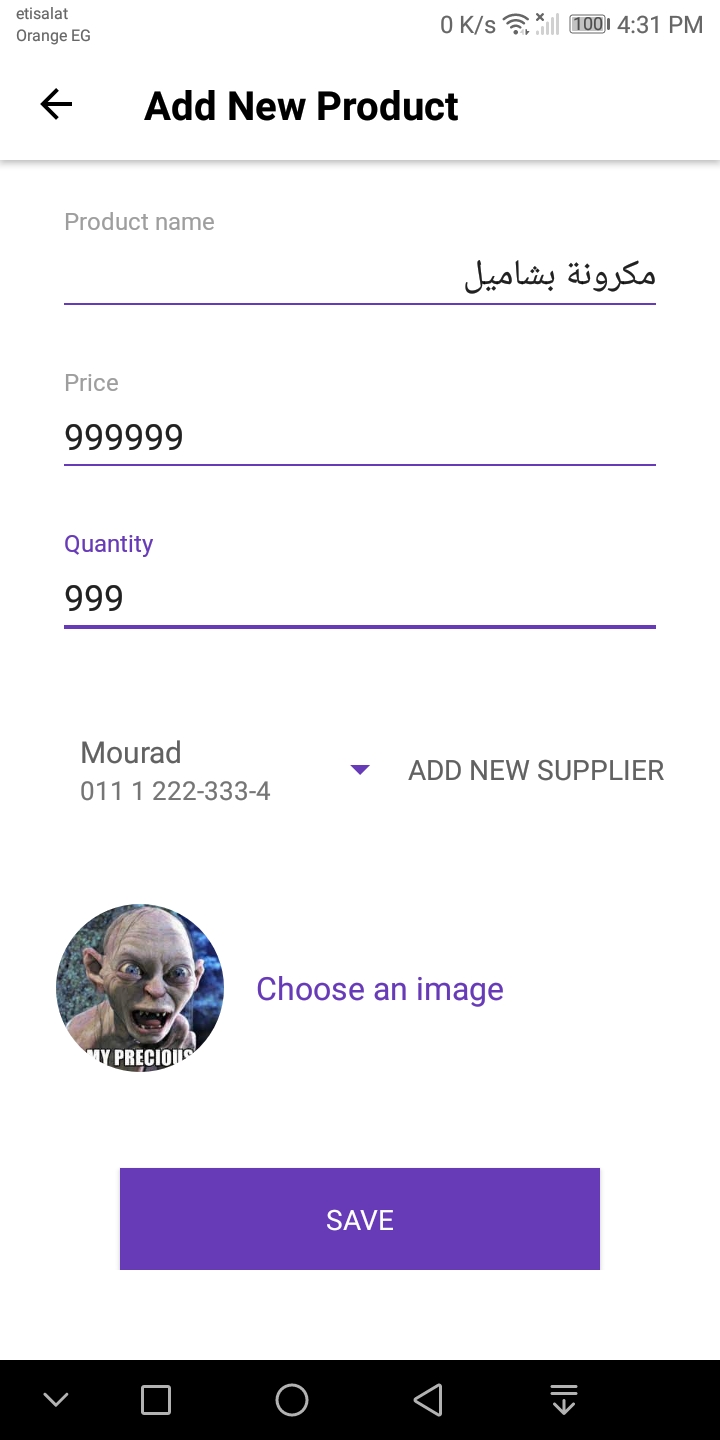 etisalat
Orange EG
0 K/s 100 4:31 PM
Add New Product
Product name
مكرونة بشاميل
Price
999999
Quantity
999
Mourad
011 1 222-333-4
ADD NEW SUPPLIER
MY PRECIOUS
Choose an image
SAVE